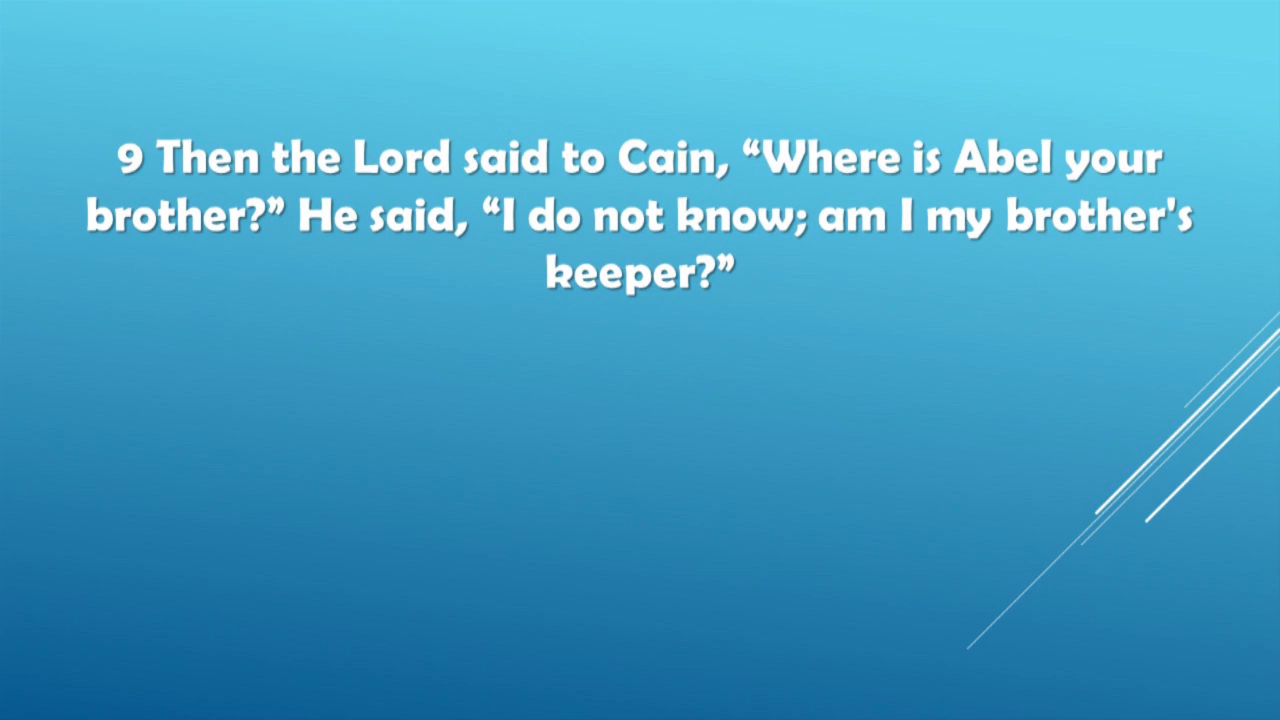 9 Then the Lord said to Cain, “Where is Abel your
brother?” He said, “I do not know; am I my brother's
keeper?”